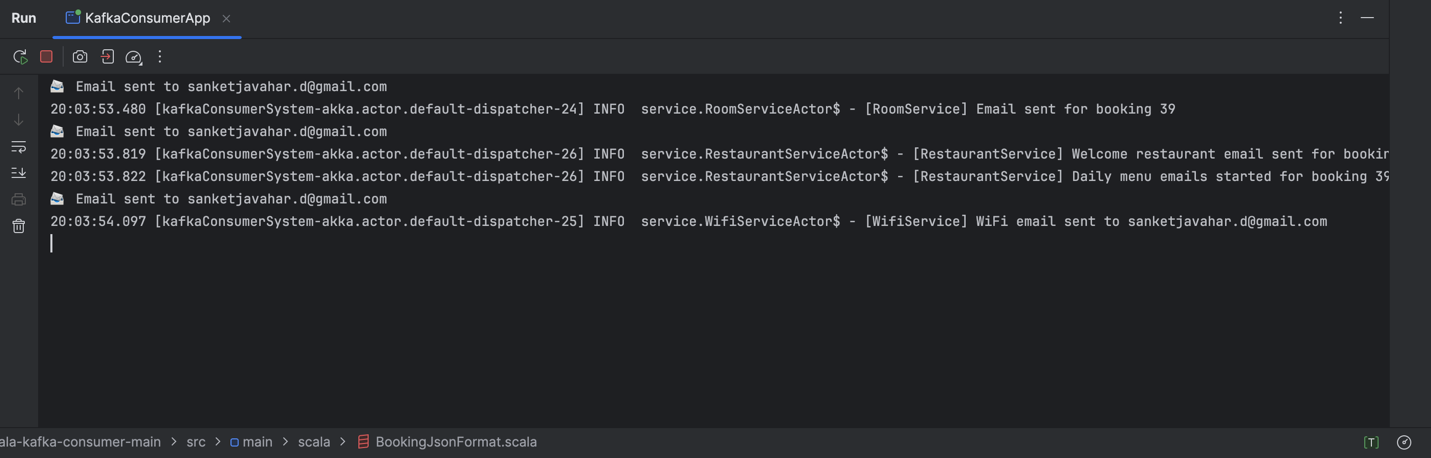 Run KafkaConsumerApp
Email sent to sanketjavahar.d@gmail.com
20:03:53.480 [kafkaConsumerSystem-akka.actor.default-dispatcher-24] INFO  service.RoomServiceActor$ - [RoomService] Email sent for booking 39
Email sent to sanketjavahar.d@gmail.com
20:03:53.819 [kafkaConsumerSystem-akka.actor.default-dispatcher-26] INFO  service.RestaurantServiceActor$ - [RestaurantService] Welcome restaurant email sent for bookin
20:03:53.822 [kafkaConsumerSystem-akka.actor.default-dispatcher-26] INFO  service.RestaurantServiceActor$ - [RestaurantService] Daily menu emails started for booking 39
Email sent to sanketjavahar.d@gmail.com
20:03:54.097 [kafkaConsumerSystem-akka.actor.default-dispatcher-25] INFO  service.WifiServiceActor$ - [WifiService] WiFi email sent to sanketjavahar.d@gmail.com
ala-kafka-consumer-main > src > main > scala > BookingJsonFormat.scala [T]